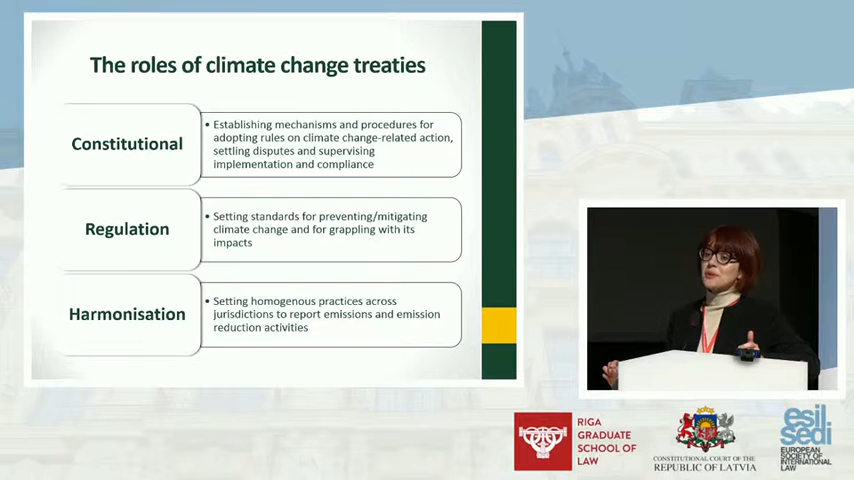 The roles of climate change treaties
Constitutional
• Establishing mechanisms and procedures for
adopting rules on climate change-related action,
settling disputes and supervising
implementation and compliance
Regulation
• Setting standards for preventing/mitigating
climate change and for grappling with its
impacts
Harmonisation
• Setting homogenous practices across
jurisdictions to report emissions and emission
reduction activities
RIGA
GRADUATE
SCHOOL OF
LAW
CONSTITUTIONAL COURT OF THE
REPUBLIC OF LATVIA
esil
sedi
EUROPEAN
SOCIETY OF
INTERNATIONAL
LAW